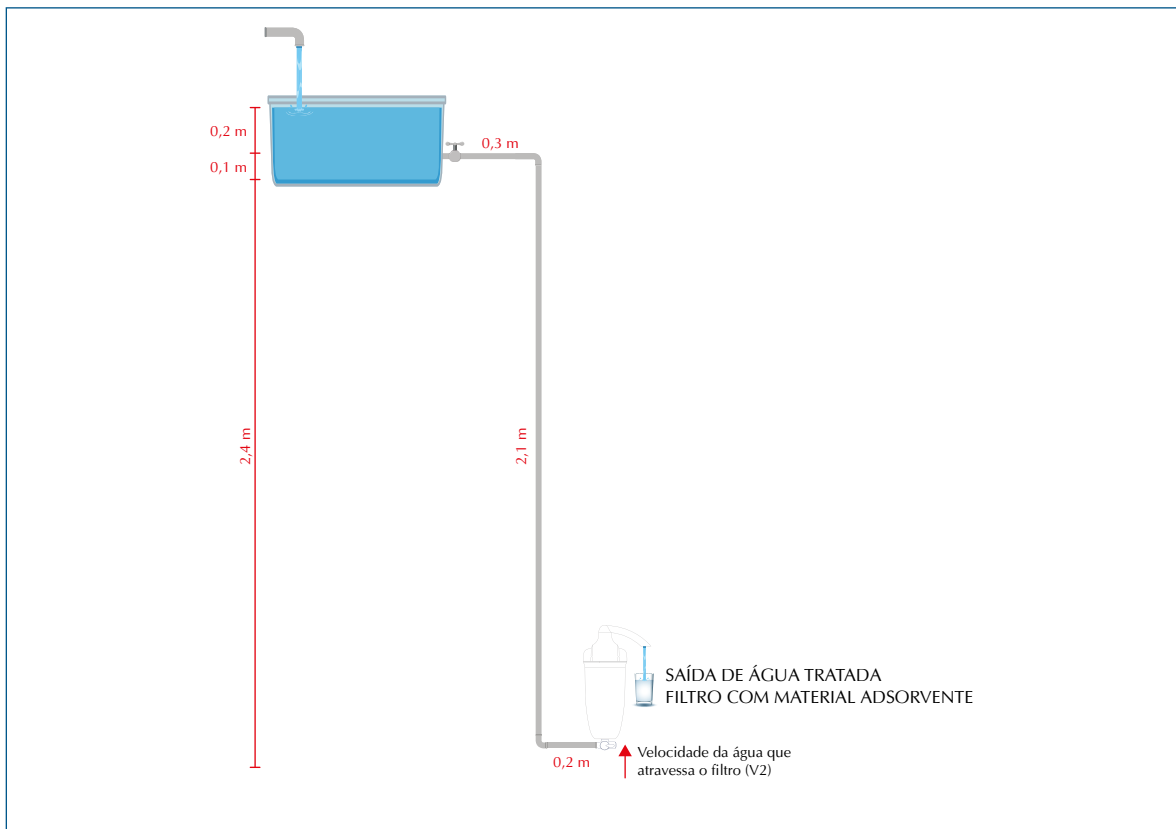 0,2 m
0,3 m
0,1 m
2,4 m
2,1 m
SAÍDA DE ÁGUA TRATADA
FILTRO COM MATERIAL ADSORVENTE
Velocidade da água que
atravessa o filtro (V2)
0,2 m